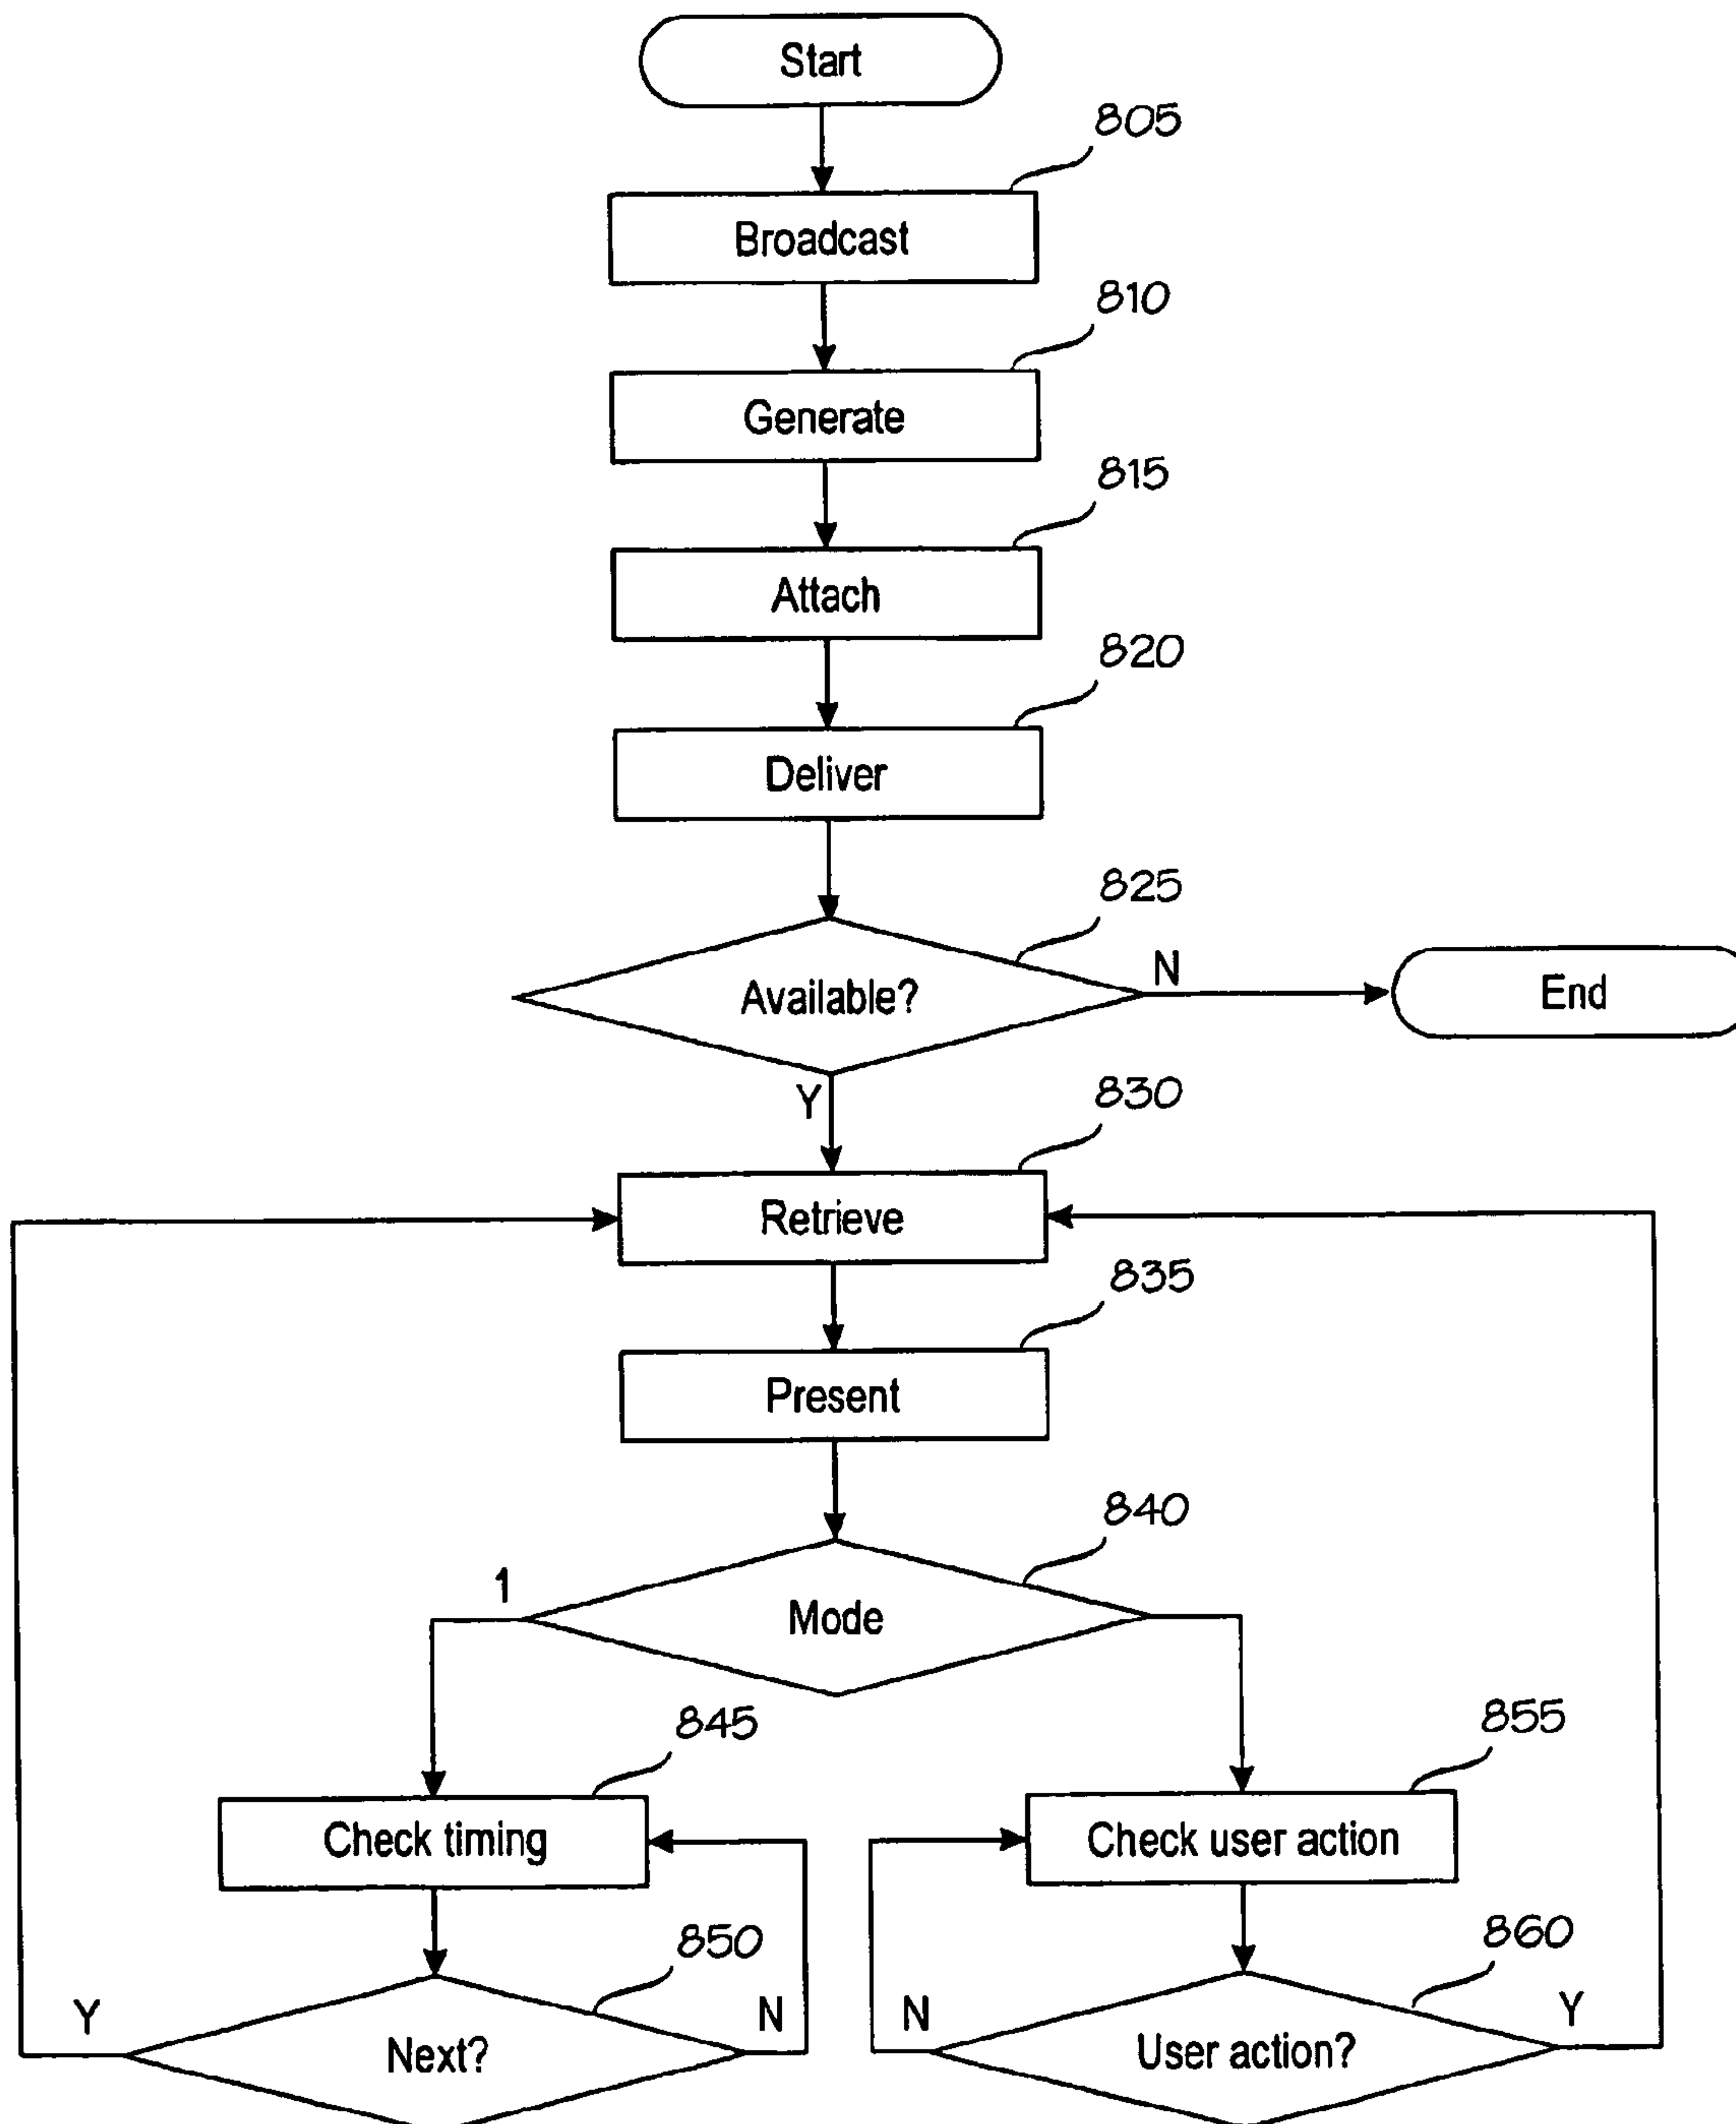 Start
805
Broadcast
810
Generate
815
Attach
820
Deliver
825
Available?
N
End
Y
830
Retrieve
835
Present
840
1
Mode
845
855
Check timing
Check user action
850
860
Y
Next?
N
N
User action?
Y